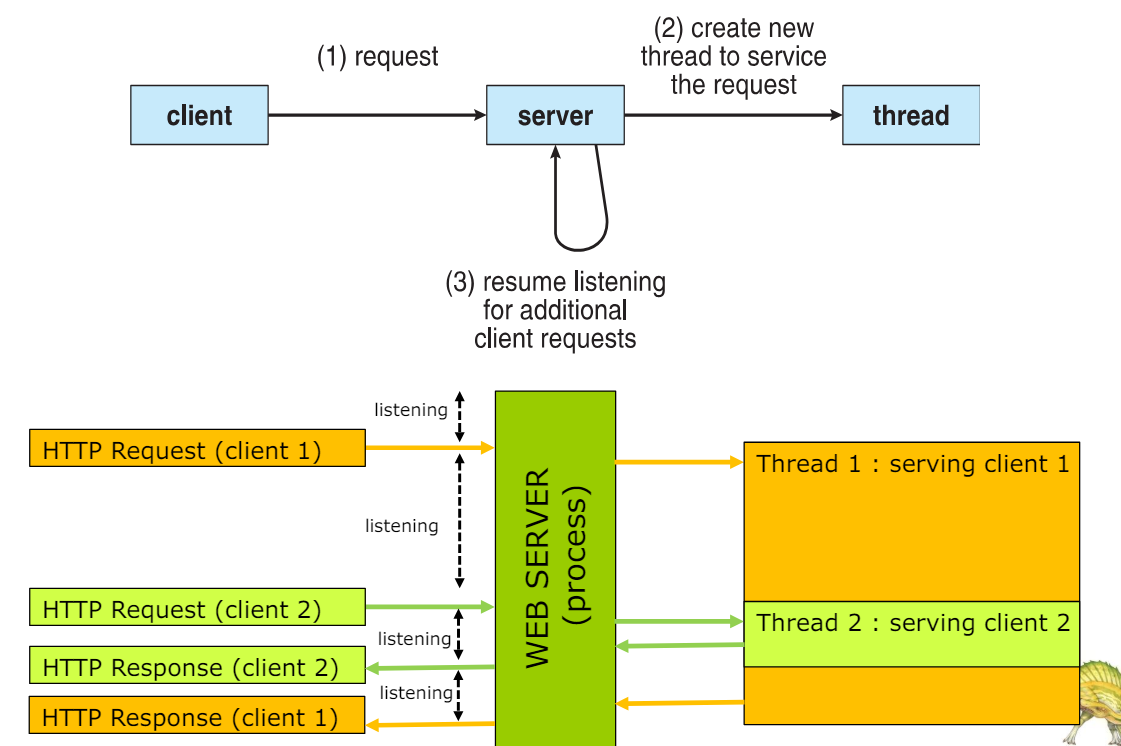 (1) request
(2) create new
thread to service
the request
client
server
thread
(3) resume listening
for additional
client requests
listening
HTTP Request (client 1)
listening
HTTP Request (client 2)
listening
HTTP Response (client 2)
listening
HTTP Response (client 1)
WEB SERVER
(process)
Thread 1 : serving client 1
Thread 2 : serving client 2